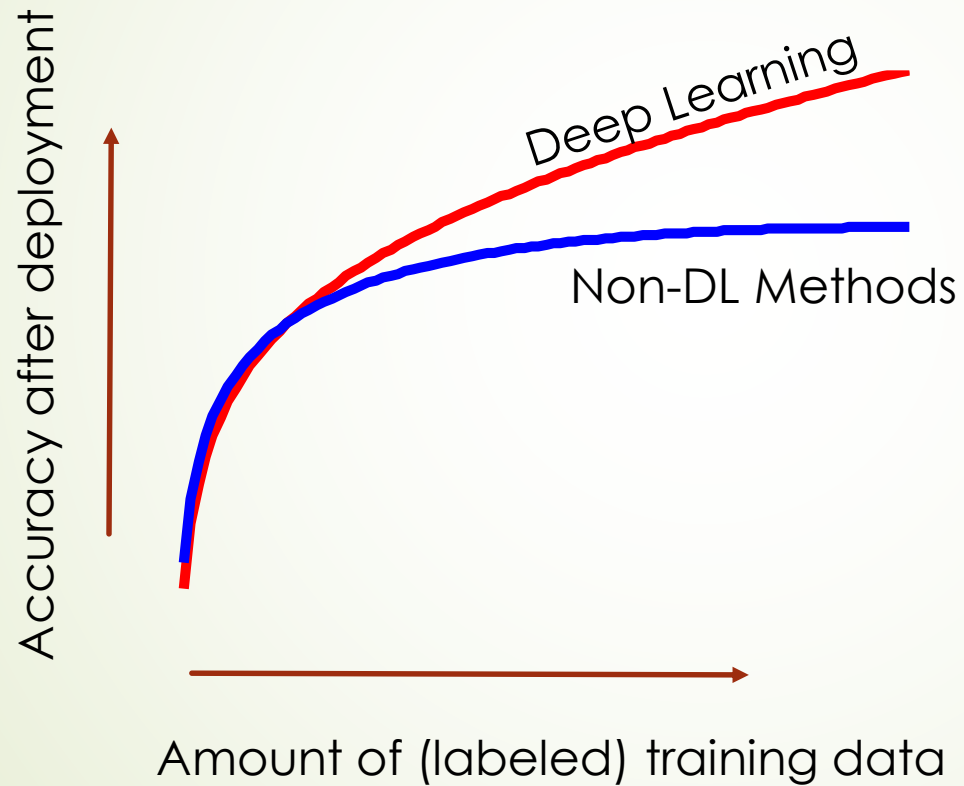 Accuracy after deployment
Deep Learning
Non-DL Methods
Amount of (labeled) training data